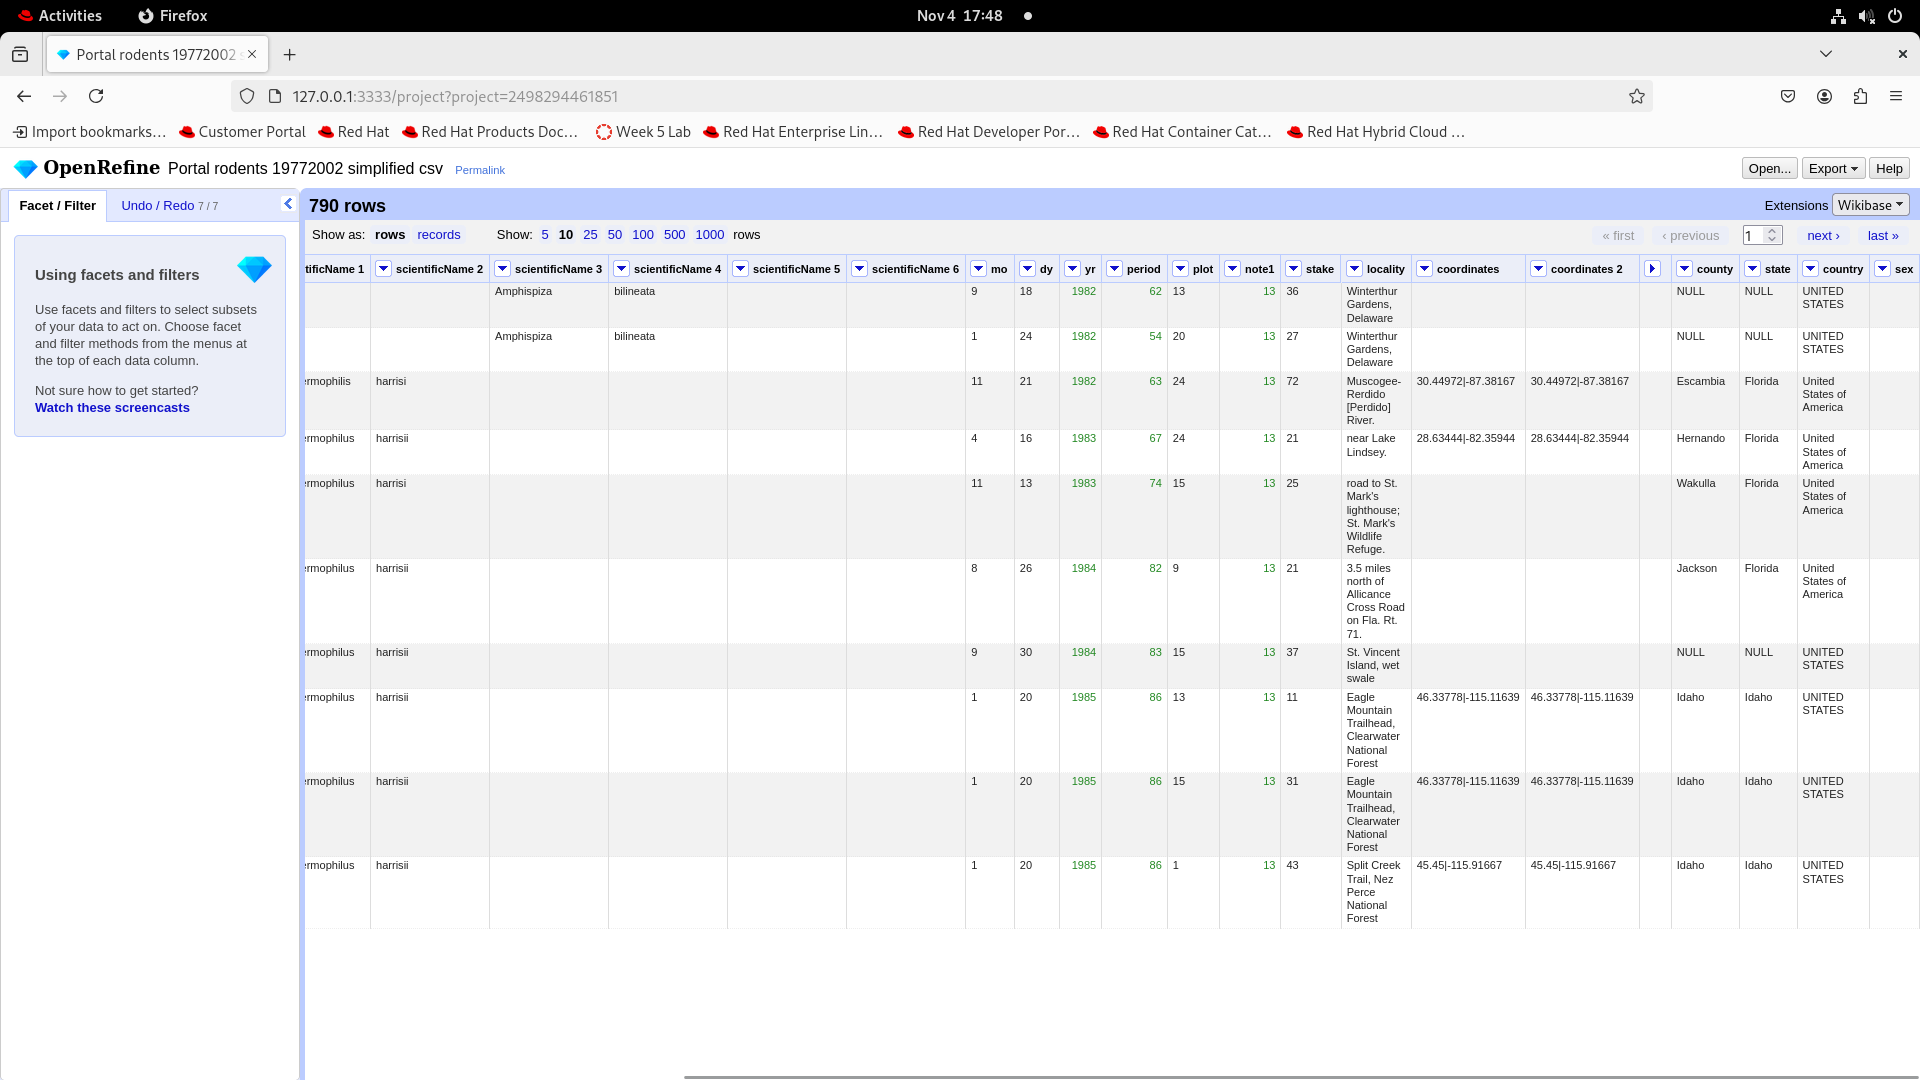 Activities Firefox Nov 4 17:48
Portal rodents 19772002
127.0.0.1:3333/project?project=2498294461851
Import bookmarks… Customer Portal Red Hat Red Hat Products Doc… Week 5 Lab Red Hat Enterprise Lin… Red Hat Developer Por… Red Hat Container Cat… Red Hat Hybrid Cloud …
OpenRefine Portal rodents 19772002 simplified csv Permalink Open... Export Help
Facet / Filter Undo / Redo 7 / 7 790 rows Extensions Wikibase
Show as: rows records Show: 5 10 25 50 100 500 1000 rows « first ‹ previous 1 next › last »
Using facets and filters
Use facets and filters to select subsets
of your data to act on. Choose facet
and filter methods from the menus at
the top of each data column.
Not sure how to get started?
Watch these screencasts
tificName 1 scientificName 2 scientificName 3 scientificName 4 scientificName 5 scientificName 6 mo dy yr period plot note1 stake locality coordinates coordinates 2 county state country sex
Amphispiza bilineata 9 18 1982 62 13 13 36 Winterthur NULL NULL UNITED
Gardens, STATES
Delaware
Amphispiza bilineata 1 24 1982 54 20 13 27 Winterthur NULL NULL UNITED
Gardens, STATES
Delaware
ermophilis harrisi 11 21 1982 63 24 13 72 Muscogee- 30.44972|-87.38167 30.44972|-87.38167 Escambia Florida United
Rerdido States of
[Perdido] America
River.
ermophilus harrisii 4 16 1983 67 24 13 21 near Lake 28.63444|-82.35944 28.63444|-82.35944 Hernando Florida United
Lindsey. States of
America
ermophilus harrisi 11 13 1983 74 15 13 25 road to St. Wakulla Florida United
Mark's States of
lighthouse; America
St. Mark's
Wildlife
Refuge.
ermophilus harrisii 8 26 1984 82 9 13 21 3.5 miles Jackson Florida United
north of States of
Allicance America
Cross Road
on Fla. Rt.
71.
ermophilus harrisii 9 30 1984 83 15 13 37 St. Vincent NULL NULL UNITED
Island, wet STATES
swale
ermophilus harrisii 1 20 1985 86 13 13 11 Eagle 46.33778|-115.11639 46.33778|-115.11639 Idaho Idaho UNITED
Mountain STATES
Trailhead,
Clearwater
National
Forest
ermophilus harrisii 1 20 1985 86 15 13 31 Eagle 46.33778|-115.11639 46.33778|-115.11639 Idaho Idaho UNITED
Mountain STATES
Trailhead,
Clearwater
National
Forest
ermophilus harrisii 1 20 1985 86 1 13 43 Split Creek 45.45|-115.91667 45.45|-115.91667 Idaho Idaho UNITED
Trail, Nez STATES
Perce
National
Forest